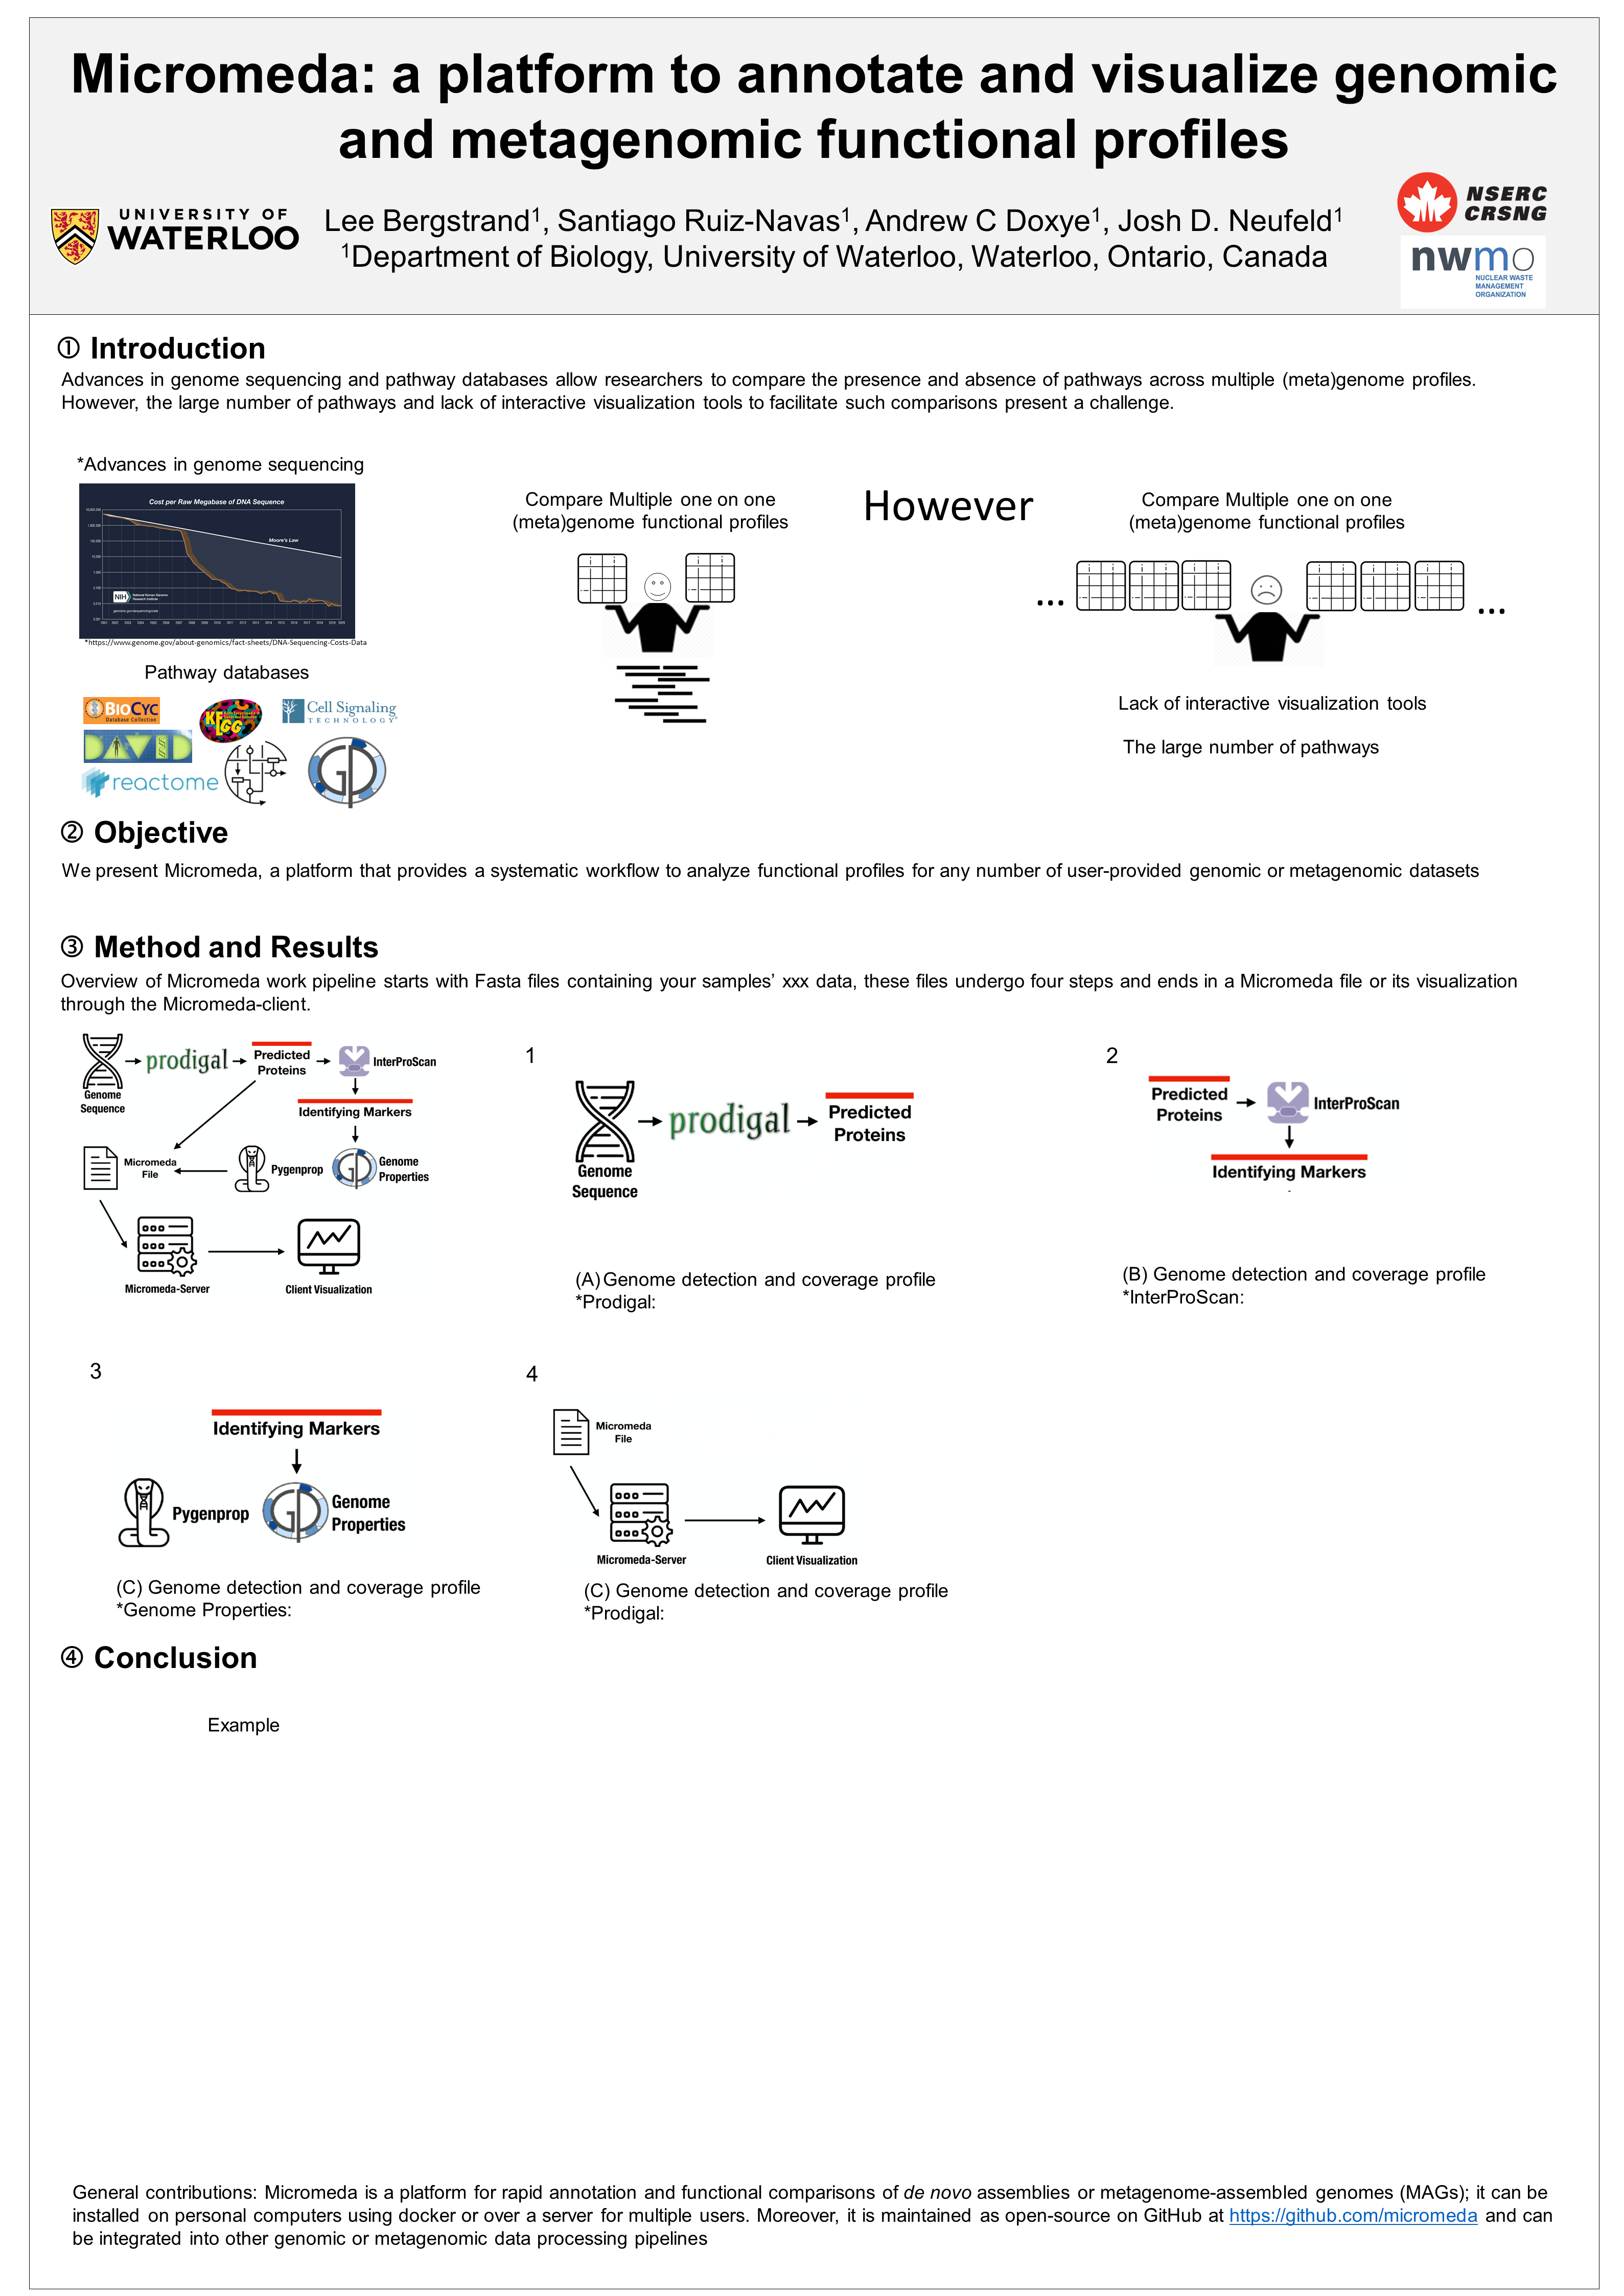 Micromeda: a platform to annotate and visualize genomic
and metagenomic functional profiles
UNIVERSITY OF
WATERLOO
Lee Bergstrand1, Santiago Ruiz-Navas1, Andrew C Doxye1, Josh D. Neufeld1
1Department of Biology, University of Waterloo, Waterloo, Ontario, Canada
NSERC
CRSNG
nwmo
NUCLEAR WASTE
MANAGEMENT
ORGANIZATION
① Introduction
Advances in genome sequencing and pathway databases allow researchers to compare the presence and absence of pathways across multiple (meta)genome profiles.
However, the large number of pathways and lack of interactive visualization tools to facilitate such comparisons present a challenge.
*Advances in genome sequencing
Cost per Raw Megabase of DNA Sequence
Moore's Law
NIH
National Human Genome
Research Institute
genome.gov/sequencingcosts
*https://www.genome.gov/about-genomics/fact-sheets/DNA-Sequencing-Costs-Data
Pathway databases
BIOCYC
Database Collection
KEGG
Cell Signaling
TECHNOLOGY
DAVID
reactome
GP
Compare Multiple one on one
(meta)genome functional profiles
However
Compare Multiple one on one
(meta)genome functional profiles
...
...
Lack of interactive visualization tools
The large number of pathways
② Objective
We present Micromeda, a platform that provides a systematic workflow to analyze functional profiles for any number of user-provided genomic or metagenomic datasets
③ Method and Results
Overview of Micromeda work pipeline starts with Fasta files containing your samples’ xxx data, these files undergo four steps and ends in a Micromeda file or its visualization
through the Micromeda-client.
Genome
Sequence
prodigal
Predicted
Proteins
InterProScan
Identifying Markers
Micromeda
File
Pygenprop
Genome
Properties
Micromeda-Server
Client Visualization
1
Genome
Sequence
prodigal
Predicted
Proteins
(A) Genome detection and coverage profile
*Prodigal:
2
Predicted
Proteins
InterProScan
Identifying Markers
(B) Genome detection and coverage profile
*InterProScan:
3
Identifying Markers
Pygenprop
Genome
Properties
(C) Genome detection and coverage profile
*Genome Properties:
4
Micromeda
File
Micromeda-Server
Client Visualization
(C) Genome detection and coverage profile
*Prodigal:
④ Conclusion
Example
General contributions: Micromeda is a platform for rapid annotation and functional comparisons of de novo assemblies or metagenome-assembled genomes (MAGs); it can be
installed on personal computers using docker or over a server for multiple users. Moreover, it is maintained as open-source on GitHub at https://github.com/micromeda and can
be integrated into other genomic or metagenomic data processing pipelines